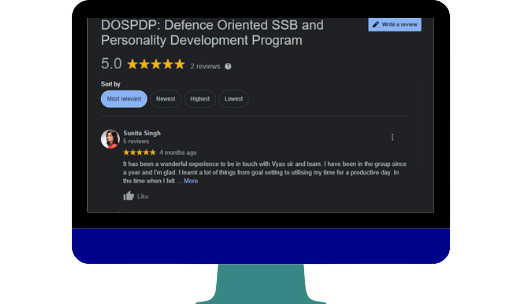 DOSPDP: Defence Oriented SSB and
Personality Development Program
Write a review
5.0
2 reviews
Sort by
Most relevant Newest Highest Lowest
Sunita Singh
5 reviews
4 months ago
It has been a wonderful experience to be in touch with Vyas sir and team. I have been in the group since
a year and I'm glad. I learnt a lot of things from goal setting to utilising my time for a productive day. In
the time when I felt ... More
Like